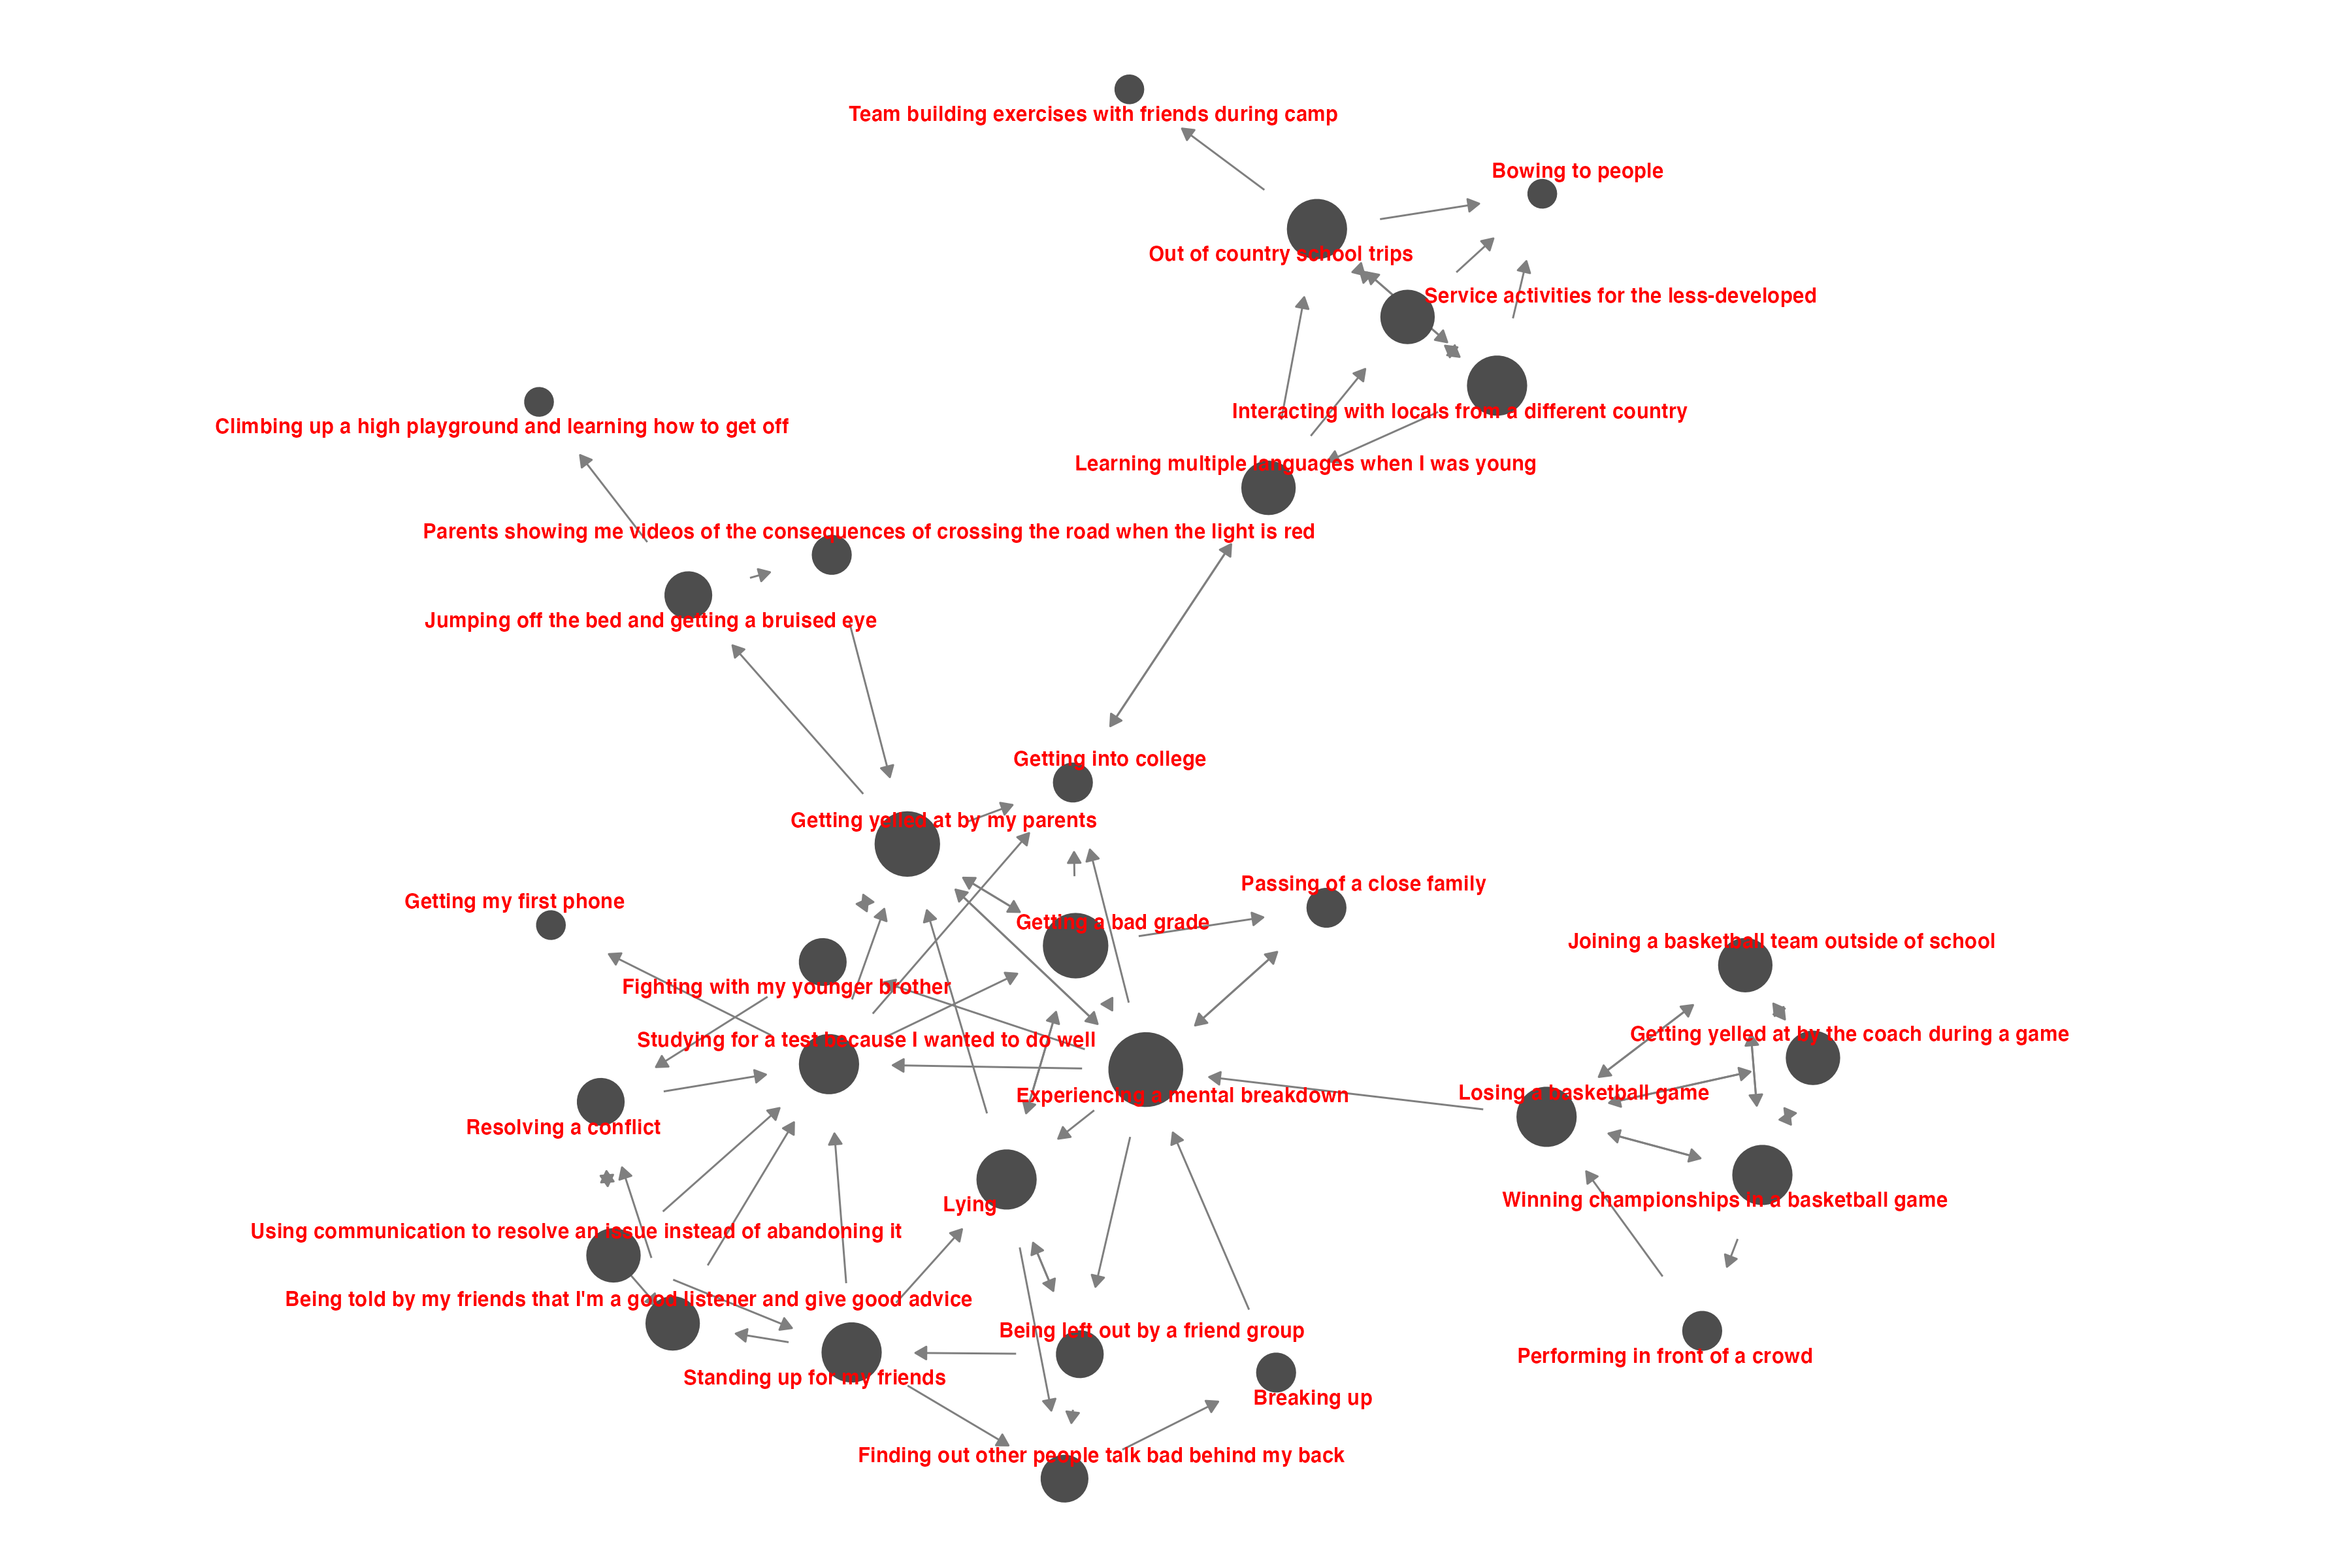 Team building exercises with friends during camp
Bowing to people
Out of country school trips
Service activities for the less-developed
Interacting with locals from a different country
Climbing up a high playground and learning how to get off
Learning multiple languages when I was young
Parents showing me videos of the consequences of crossing the road when the light is red
Jumping off the bed and getting a bruised eye
Getting into college
Getting yelled at by my parents
Passing of a close family
Getting my first phone
Getting a bad grade
Joining a basketball team outside of school
Fighting with my younger brother
Getting yelled at by the coach during a game
Studying for a test because I wanted to do well
Losing a basketball game
Experiencing a mental breakdown
Resolving a conflict
Winning championships in a basketball game
Lying
Using communication to resolve an issue instead of abandoning it
Being told by my friends that I'm a good listener and give good advice
Being left out by a friend group
Performing in front of a crowd
Standing up for my friends
Breaking up
Finding out other people talk bad behind my back